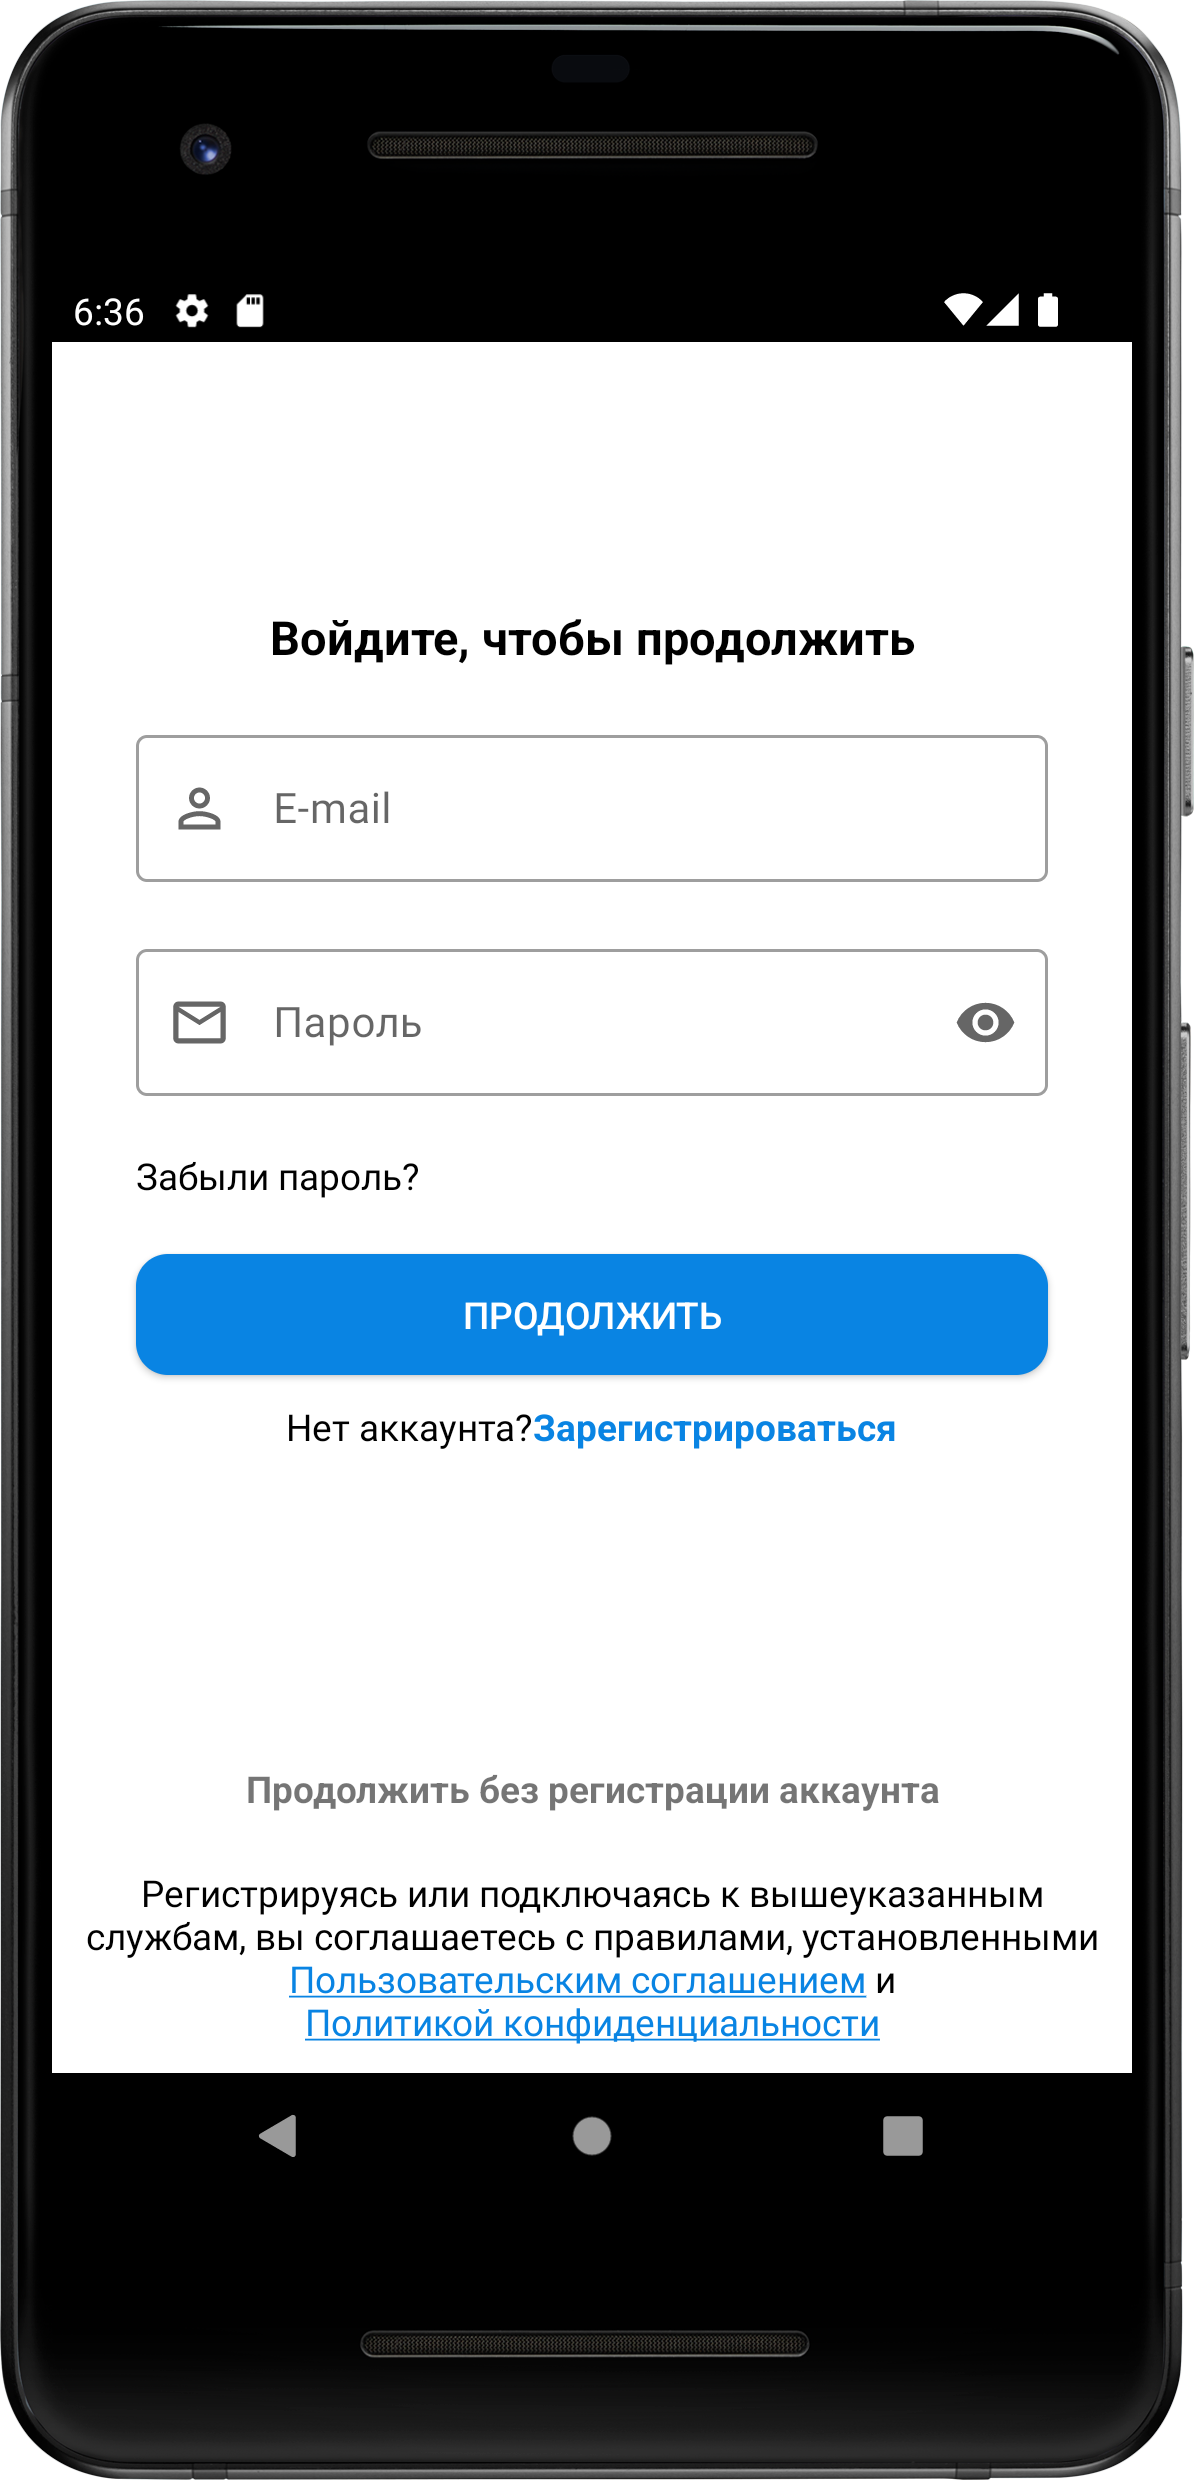 6:36
Войдите, чтобы продолжить
E-mail
Пароль
Забыли пароль?
ПРОДОЛЖИТЬ
Нет аккаунта?Зарегистрироваться
Продолжить без регистрации аккаунта
Регистрируясь или подключаясь к вышеуказанным
службам, вы соглашаетесь с правилами, установленными
Пользовательским соглашением и
Политикой конфиденциальности